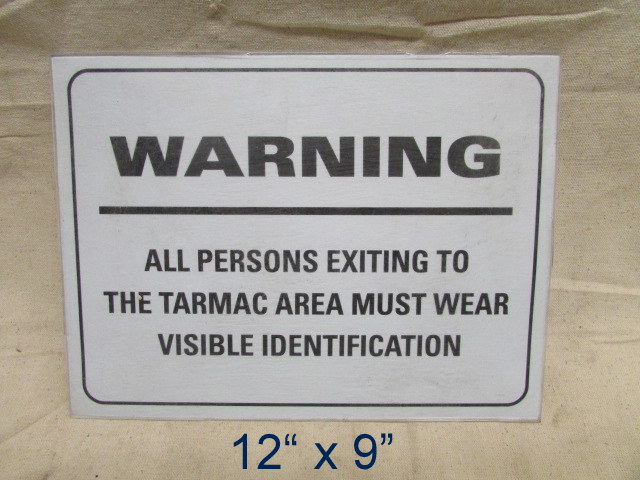 WARNING
ALL PERSONS EXITING TO
THE TARMAC AREA MUST WEAR
VISIBLE IDENTIFICATION
12“ x 9”